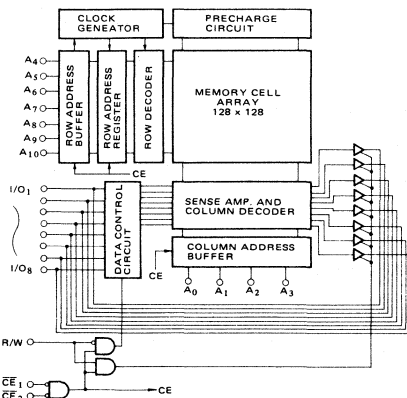 CLOCK
GENEATOR
PRECHARGE
CIRCUIT
A4
A5
A6
A7
A8
A9
A10
ROW ADDRESS
BUFFER
ROW ADDRESS
REGISTER
ROW DECODER
MEMORY CELL
ARRAY
128 x 128
CE
I/O1
I/O8
DATA CONTROL
CIRCUIT
SENSE AMP. AND
COLUMN DECODER
COLUMN ADDRESS
BUFFER
CE
A0
A1
A2
A3
R/W
CE1
CE2
CE